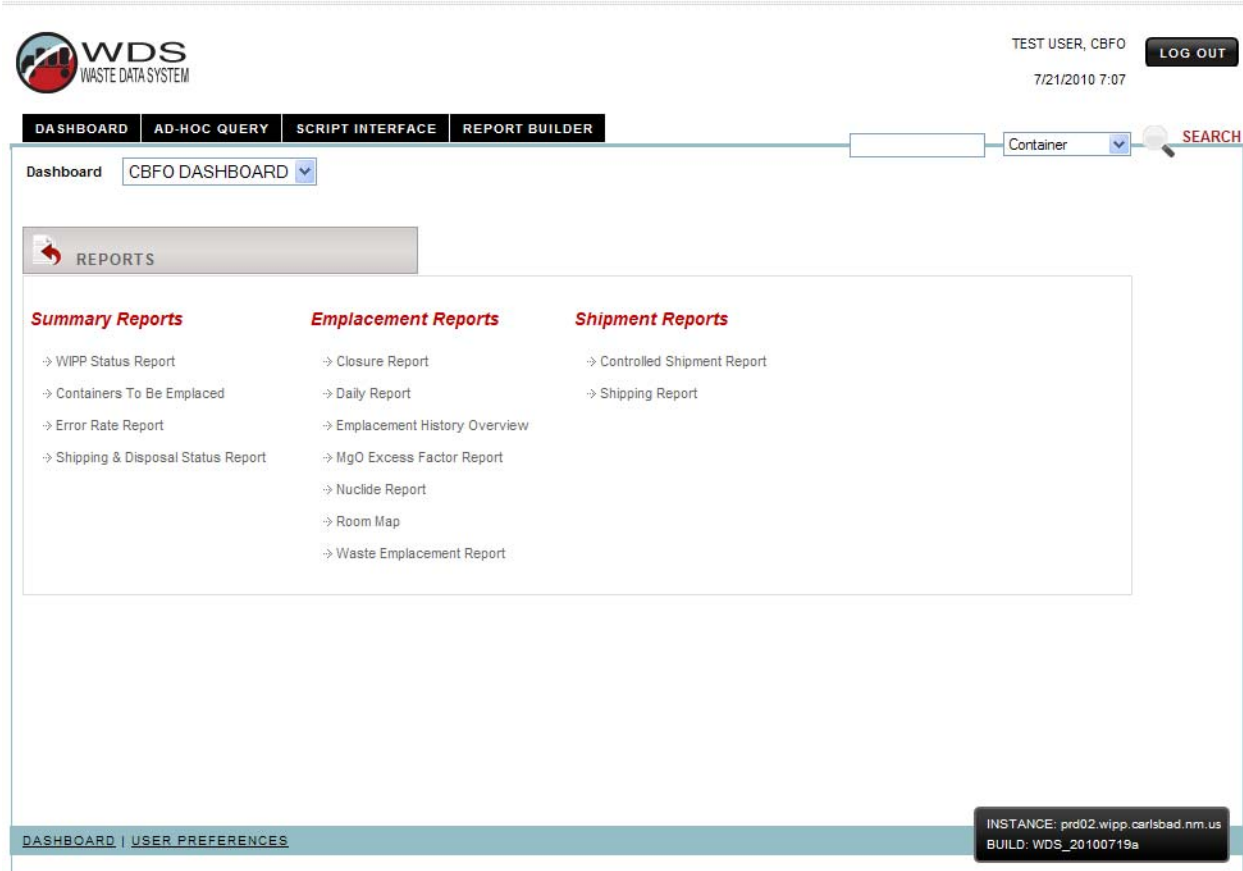 WDS
WASTE DATA SYSTEM
TEST USER, CBFO
LOG OUT
7/21/2010 7:07
DASHBOARD AD-HOC QUERY SCRIPT INTERFACE REPORT BUILDER
Container SEARCH
Dashboard CBFO DASHBOARD
REPORTS
Summary Reports
WIPP Status Report
Containers To Be Emplaced
Error Rate Report
Shipping & Disposal Status Report
Emplacement Reports
Closure Report
Daily Report
Emplacement History Overview
MgO Excess Factor Report
Nuclide Report
Room Map
Waste Emplacement Report
Shipment Reports
Controlled Shipment Report
Shipping Report
DASHBOARD | USER PREFERENCES
INSTANCE: prd02.wipp.carlsbad.nm.us
BUILD: WDS_20100719a